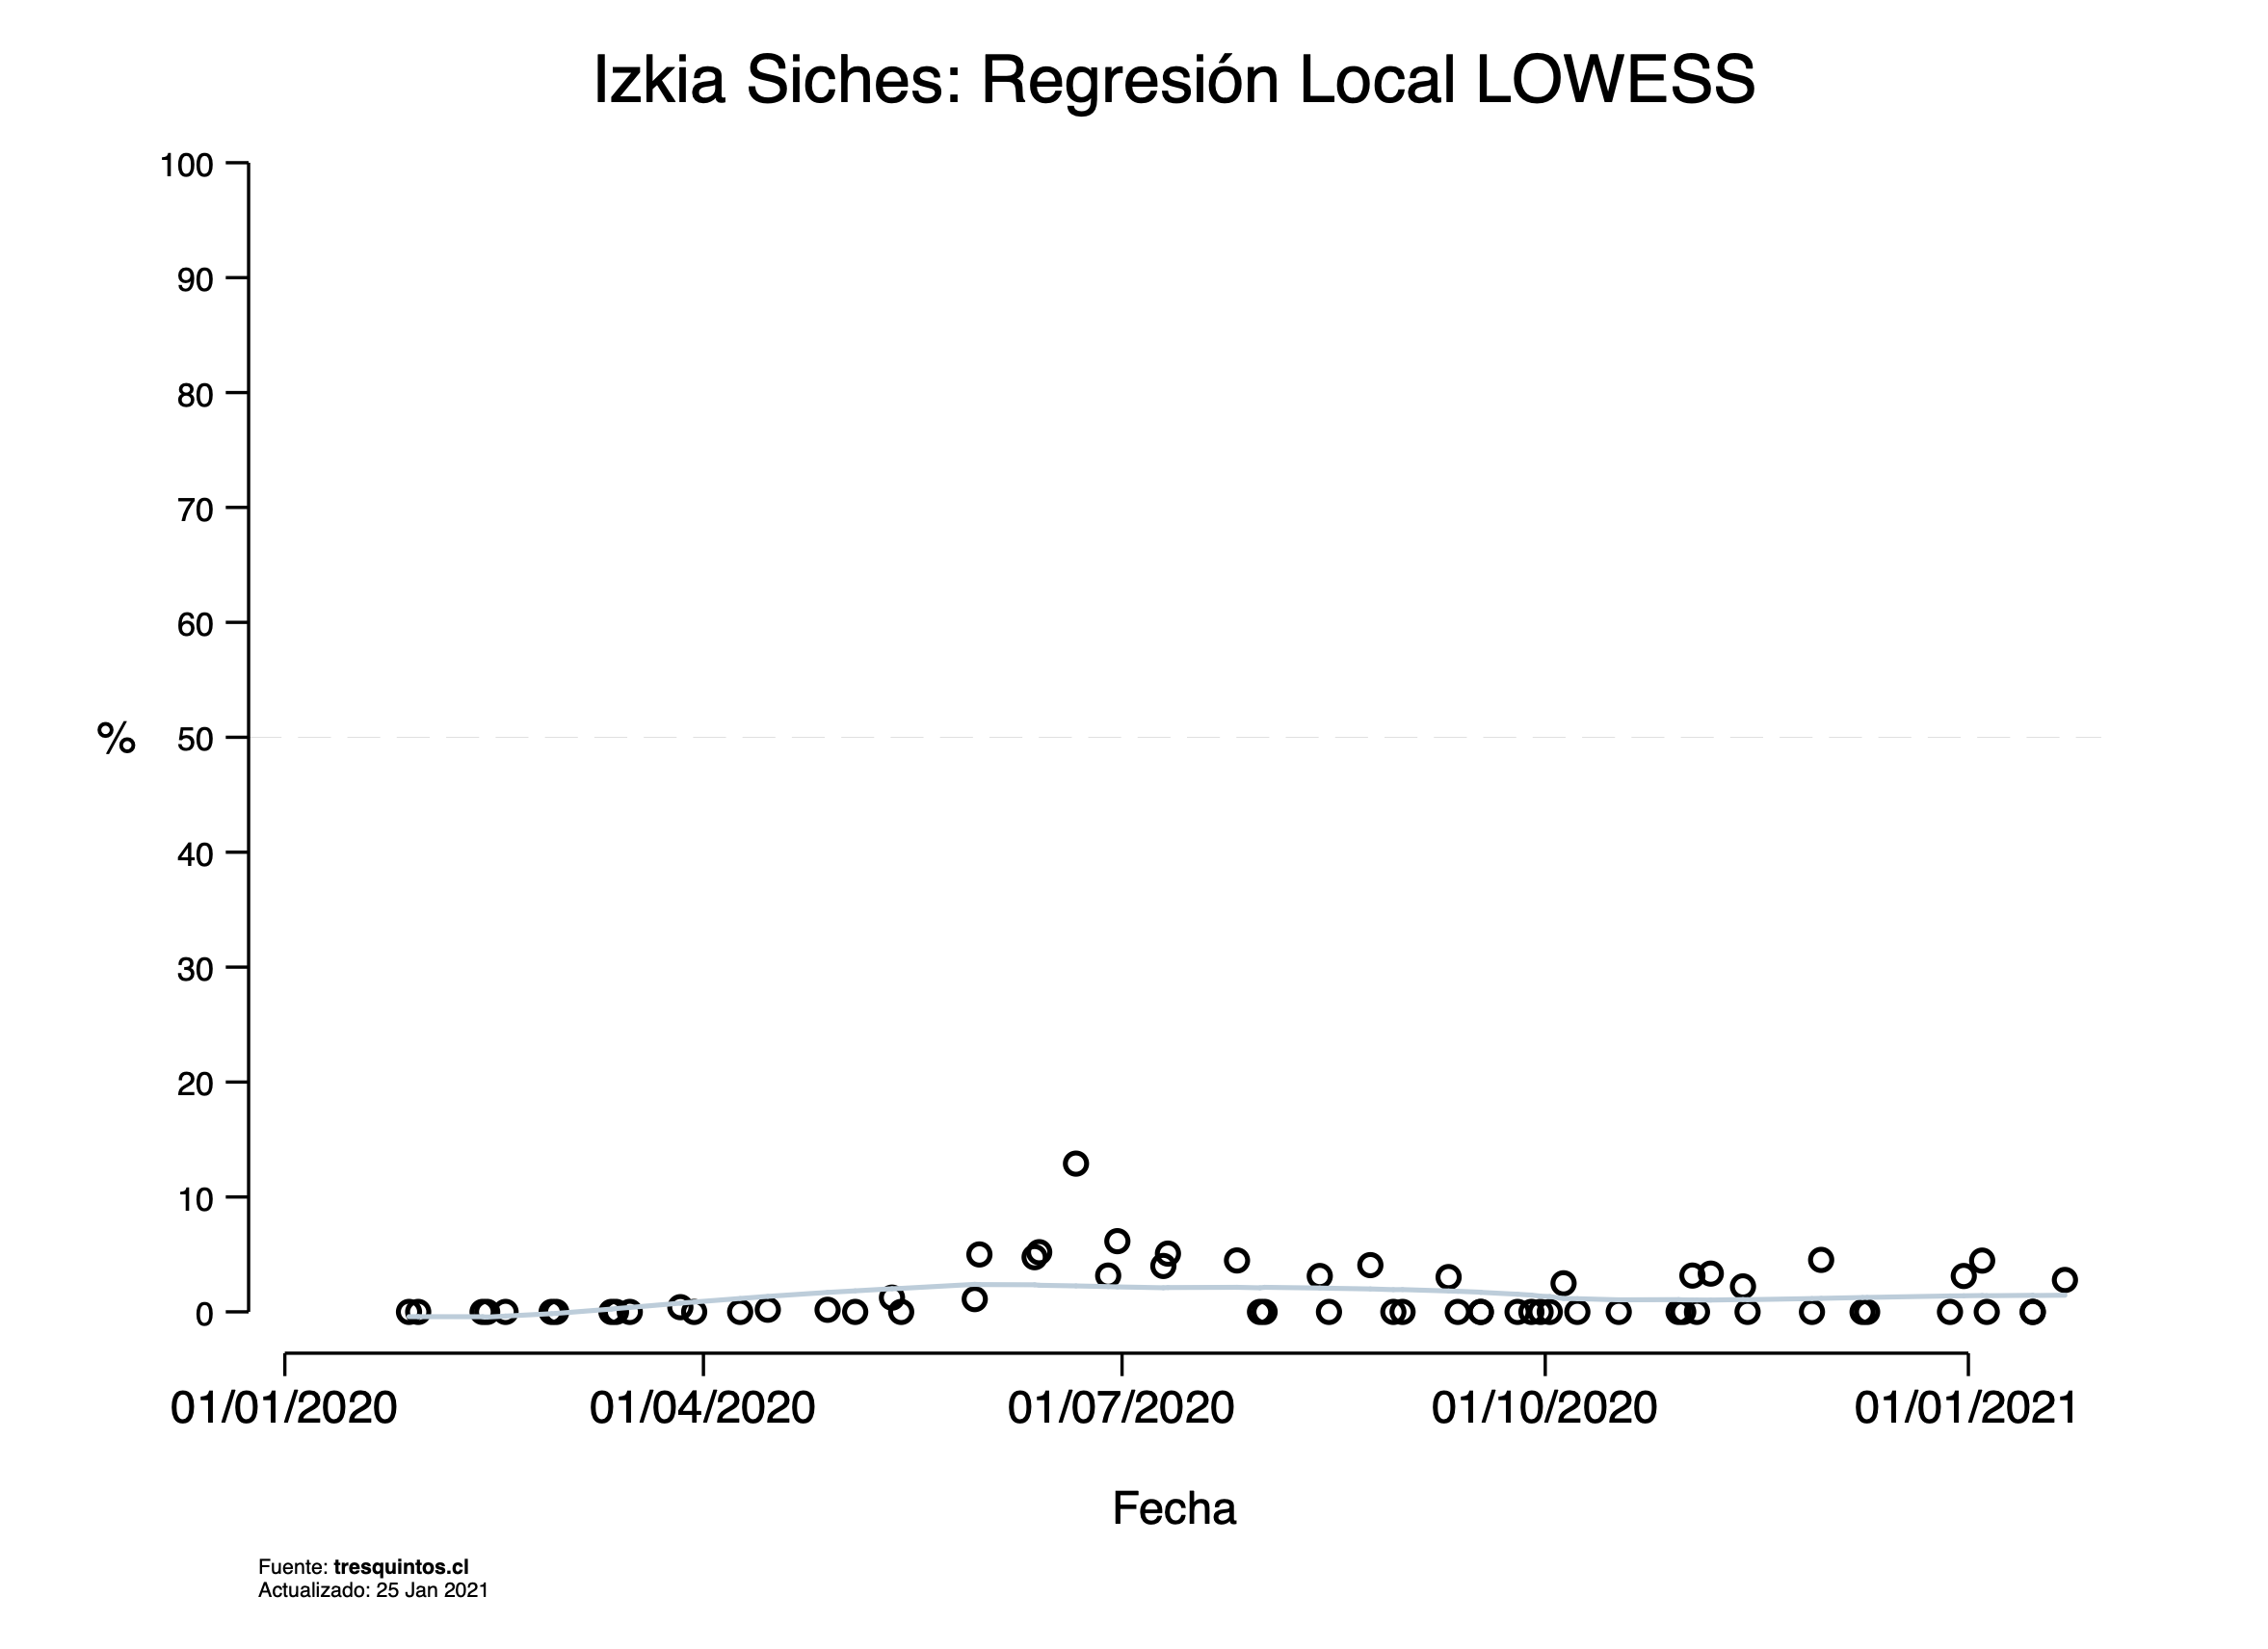 Izkia Siches: Regresión Local LOWESS
100
90
80
70
60
% 50
40
30
20
10
0
01/01/2020 01/04/2020 01/07/2020 01/10/2020 01/01/2021
Fecha
Fuente: tresquintos.cl
Actualizado: 25 Jan 2021